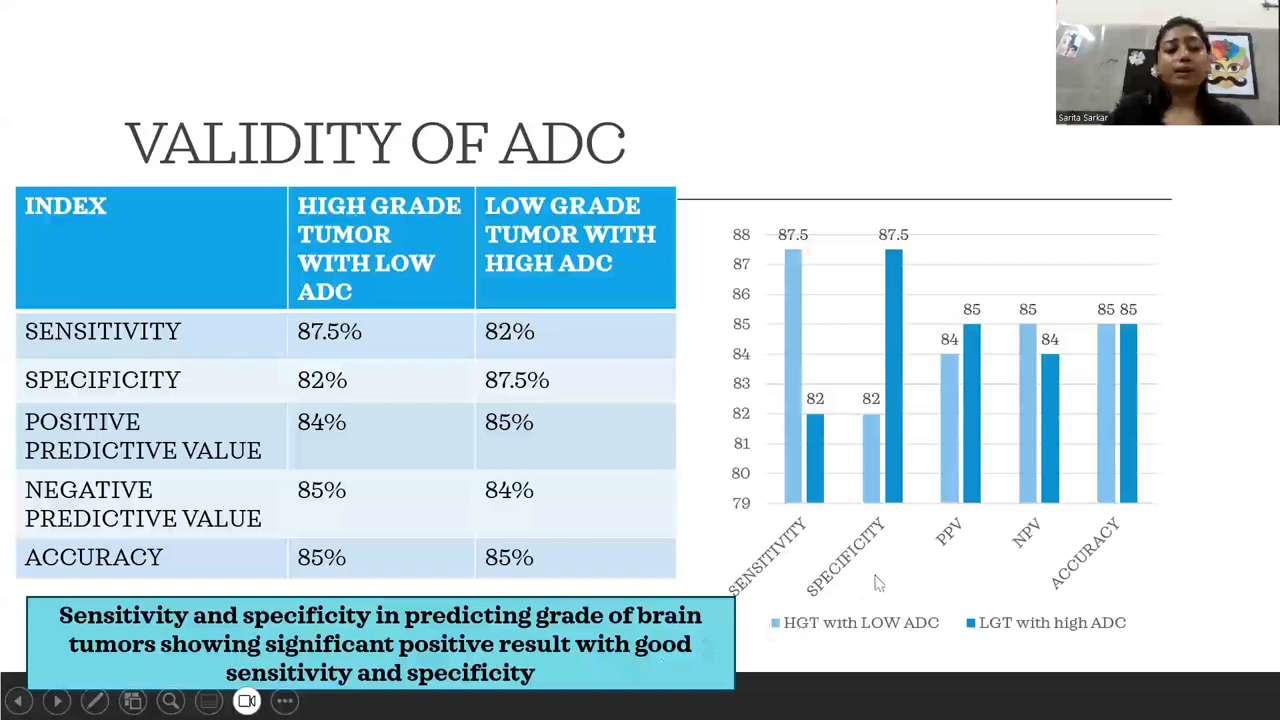 Sarita Sarkar
VALIDITY OF ADC
INDEX
HIGH GRADE
TUMOR
WITH LOW
ADC
LOW GRADE
TUMOR WITH
HIGH ADC
SENSITIVITY
87.5%
82%
SPECIFICITY
82%
87.5%
POSITIVE
PREDICTIVE VALUE
84%
85%
NEGATIVE
PREDICTIVE VALUE
85%
84%
ACCURACY
85%
85%
88
87
86
85
84
83
82
81
80
79
87.5
82
82
87.5
84
85
85
84
85
85
SENSITIVITY
SPECIFICITY
PPV
NPV
ACCURACY
HGT with LOW ADC
LGT with high ADC
Sensitivity and specificity in predicting grade of brain
tumors showing significant positive result with good
sensitivity and specificity